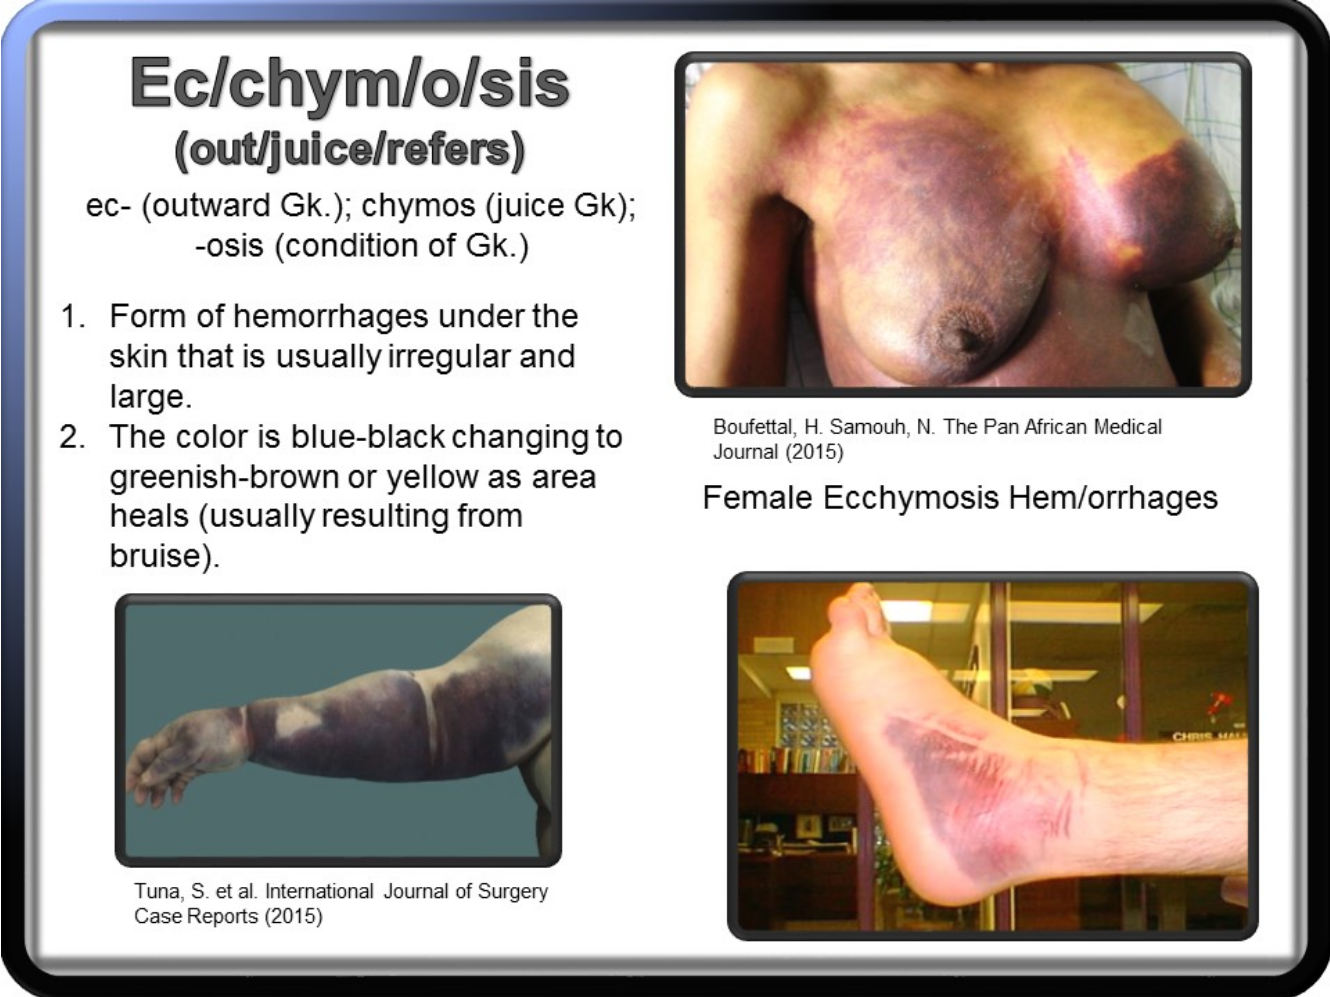 Ec/chym/o/sis
(out/juice/refers)
ec- (outward Gk.); chymos (juice Gk);
-osis (condition of Gk.)
1. Form of hemorrhages under the
skin that is usually irregular and
large.
2. The color is blue-black changing to
greenish-brown or yellow as area
heals (usually resulting from
bruise).
Tuna, S. et al. International Journal of Surgery
Case Reports (2015)
Boufettal, H. Samouh, N. The Pan African Medical
Journal (2015)
Female Ecchymosis Hem/orrhages
CHRIS